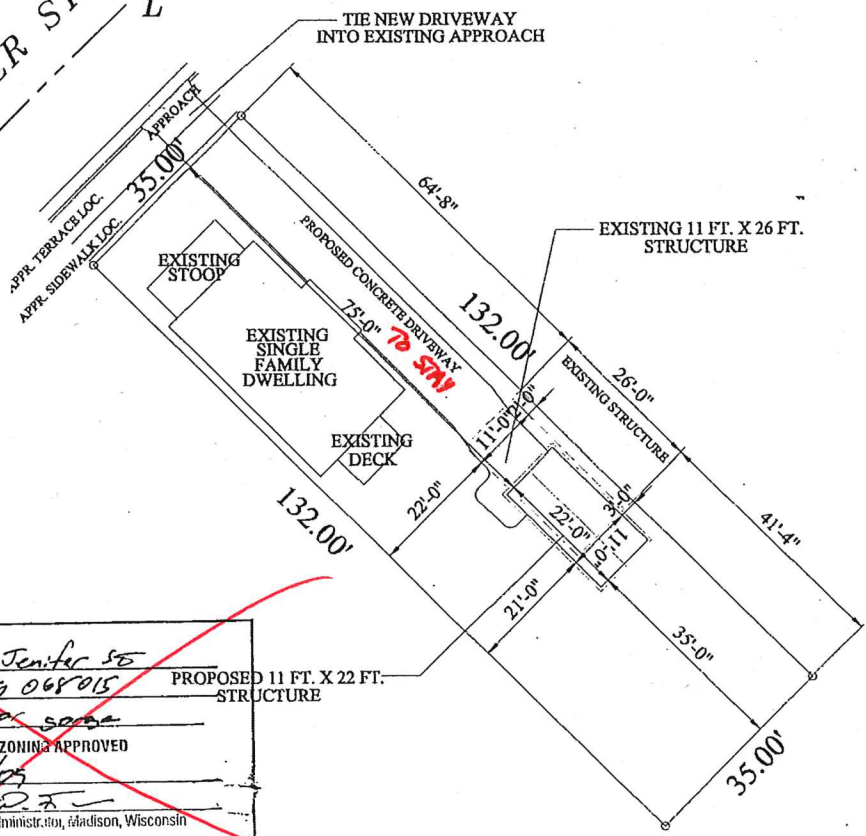 ER ST
L
TIE NEW DRIVEWAY
INTO EXISTING APPROACH
APPROACH
35.00'
APPR. TERRACE LOC.
APPR. SIDEWALK LOC.
64'-8"
EXISTING 11 FT. X 26 FT.
STRUCTURE
EXISTING
STOOP
PROPOSED CONCRETE DRIVEWAY
75'-0"
TO STAY
132.00'
EXISTING
SINGLE
FAMILY
DWELLING
26'-0"
EXISTING STRUCTURE
11'-0"
2'-0"
EXISTING
DECK
22'-0"
132.00'
3'-0"
22'-0"
11'-0"
41'-4"
21'-0"
35'-0"
PROPOSED 11 FT. X 22 FT.
STRUCTURE
35.00'
Jenifer St
068015
ZONING APPROVED
Madison, Wisconsin